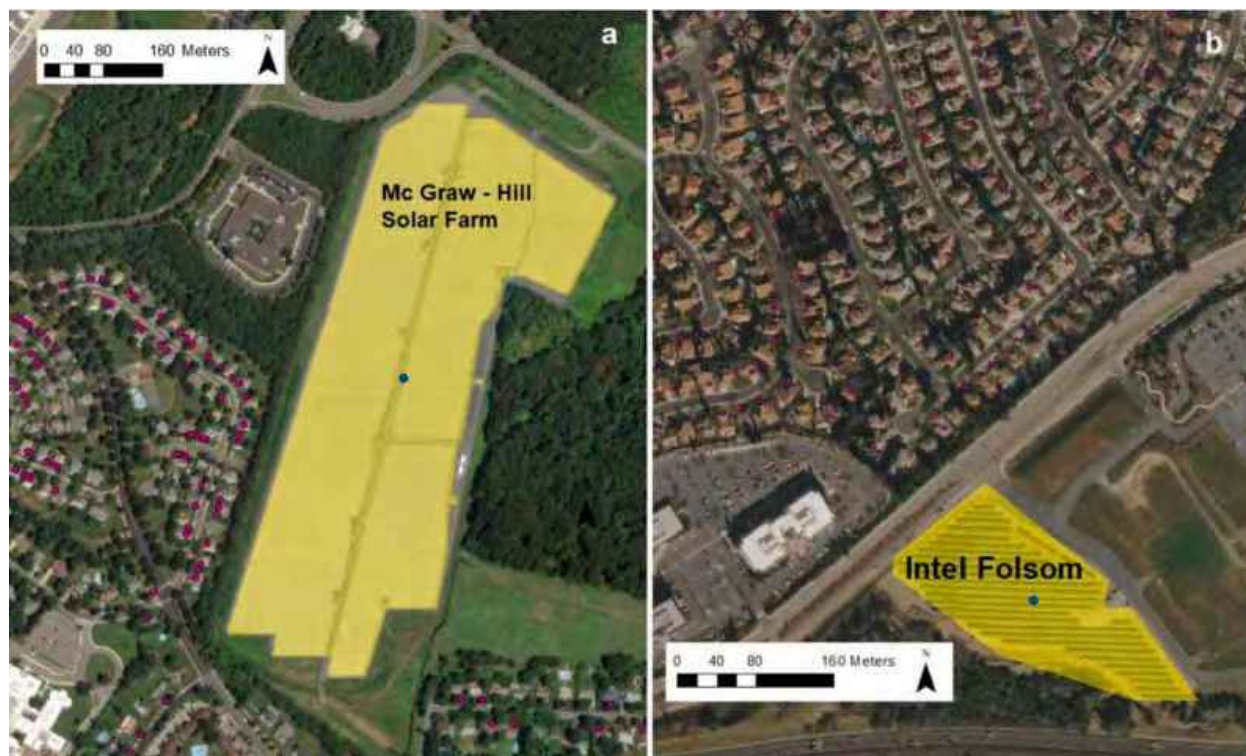 0 40 80 160 Meters
N
a
Mc Graw - Hill
Solar Farm
b
Intel Folsom
0 40 80 160 Meters
N